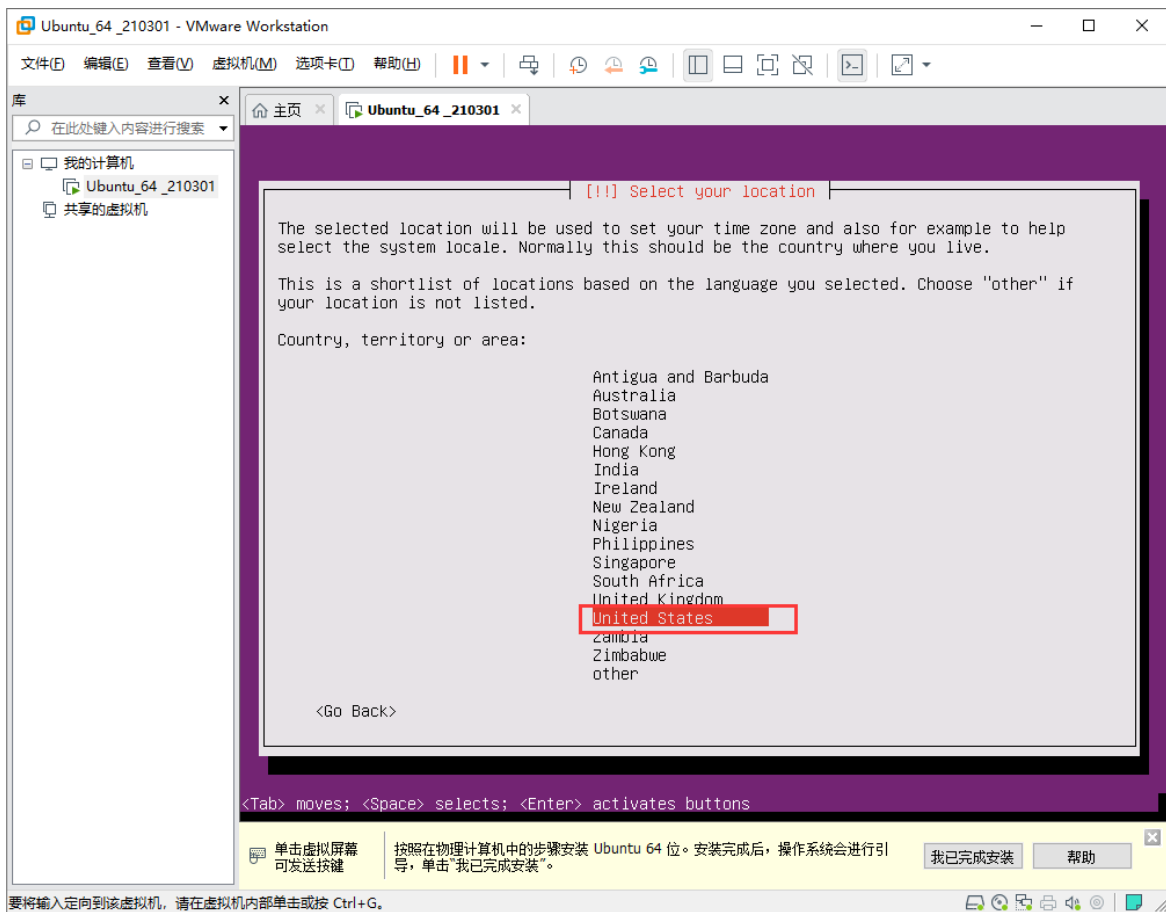 Ubuntu_64 _210301 - VMware Workstation
文件(F) 编辑(E) 查看(V) 虚拟机(M) 选项卡(T) 帮助(H)
库
主页
Ubuntu_64 _210301
在此处键入内容进行搜索
我的计算机
Ubuntu_64 _210301
共享的虚拟机
[!!] Select your location
The selected location will be used to set your time zone and also for example to help
select the system locale. Normally this should be the country where you live.
This is a shortlist of locations based on the language you selected. Choose "other" if
your location is not listed.
Country, territory or area:
Antigua and Barbuda
Australia
Botswana
Canada
Hong Kong
India
Ireland
New Zealand
Nigeria
Philippines
Singapore
South Africa
United Kingdom
United States
Zambia
Zimbabwe
other
<Go Back>
<Tab> moves; <Space> selects; <Enter> activates buttons
单击虚拟屏幕
可发送按键
按照在物理计算机中的步骤安装 Ubuntu 64 位。安装完成后，操作系统会进行引
导，单击“我已完成安装”。
我已完成安装
帮助
要将输入定向到该虚拟机，请在虚拟机内部单击或按 Ctrl+G。